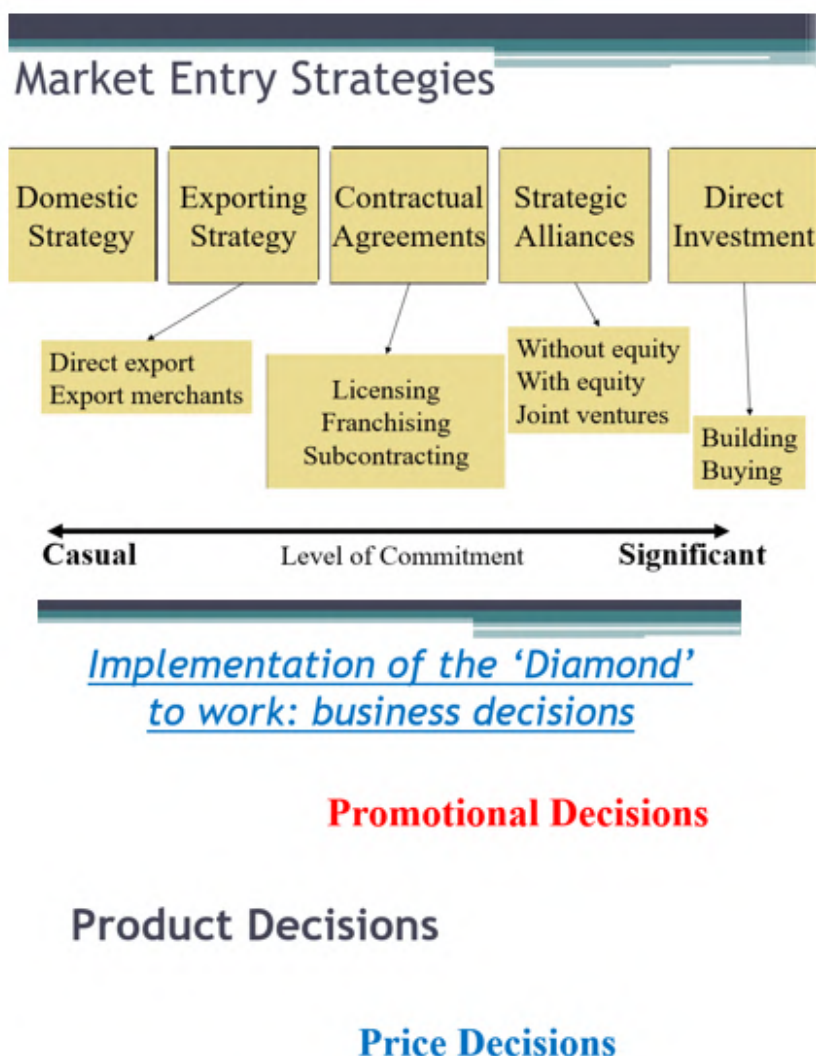 Market Entry Strategies
Domestic
Strategy
Exporting
Strategy
Contractual
Agreements
Strategic
Alliances
Direct
Investment
Direct export
Export merchants
Licensing
Franchising
Subcontracting
Without equity
With equity
Joint ventures
Building
Buying
Casual
Level of Commitment
Significant
Implementation of the ‘Diamond’
to work: business decisions
Promotional Decisions
Product Decisions
Price Decisions